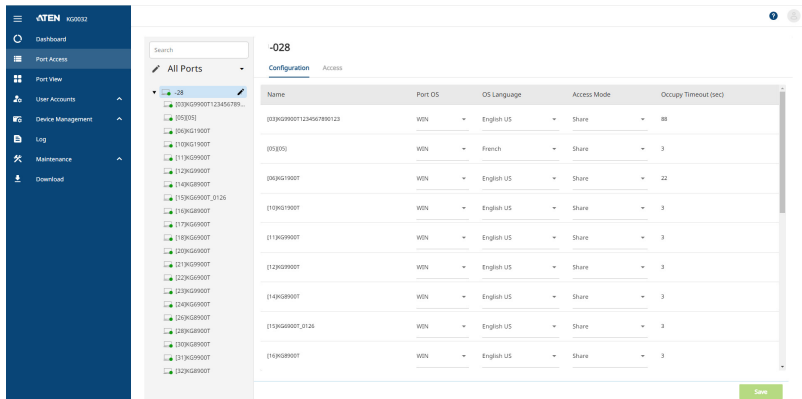 ATEN KG0032
?
Dashboard
Port Access
Port View
User Accounts
Device Management
Log
Maintenance
Download
Search
All Ports
-28
[03]KG9900T123456789...
[05][05]
[06]KG1900T
[10]KG1900T
[11]KG9900T
[12]KG9900T
[14]KG8900T
[15]KG6900T_0126
[16]KG8900T
[17]KG6900T
[18]KG6900T
[20]KG6900T
[21]KG9900T
[22]KG6900T
[23]KG9900T
[24]KG6900T
[26]KG8900T
[28]KG8900T
[30]KG8900T
[31]KG9900T
[32]KG8900T
-028
Configuration Access
Name Port OS OS Language Access Mode Occupy Timeout (sec)
[03]KG9900T1234567890123 WIN English US Share 88
[05][05] WIN French Share 3
[06]KG1900T WIN English US Share 22
[10]KG1900T WIN English US Share 3
[11]KG9900T WIN English US Share 3
[12]KG9900T WIN English US Share 3
[14]KG8900T WIN English US Share 3
[15]KG6900T_0126 WIN English US Share 3
[16]KG8900T WIN English US Share 3
Save